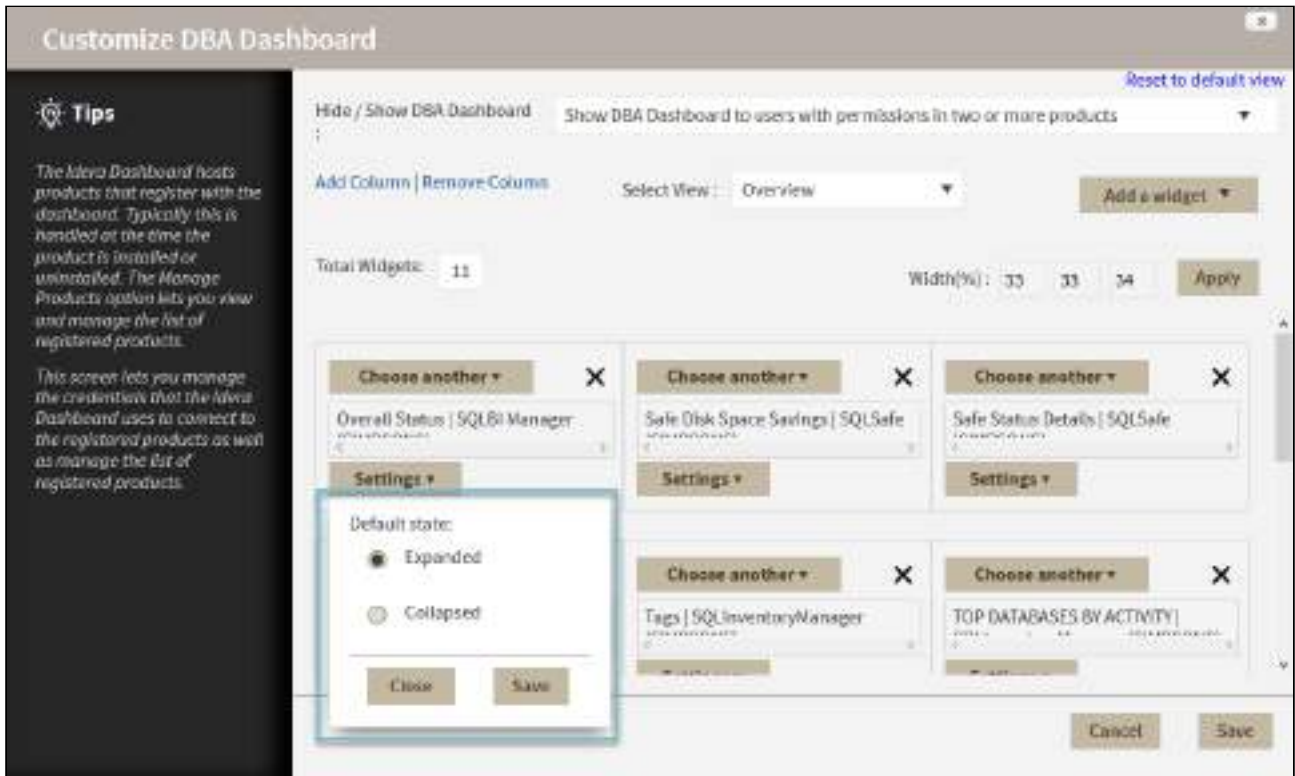 Customize DBA Dashboard
Reset to default view
Tips
The Idera Dashboard hosts
products that register with the
dashboard. Typically this is
handled at the time the
product is installed or
uninstalled. The Manage
Products option lets you view
and manage the list of
registered products.
This screen lets you manage
the credentials that the Idera
Dashboard uses to connect to
the registered products as well
as manage the list of
registered products.
Hide / Show DBA Dashboard
:
Show DBA Dashboard to users with permissions in two or more products
Add Column | Remove Column
Select View : Overview
Add a widget
Total Widgets: 11
Width(%) : 33 33 34 Apply
Choose another
Choose another
Choose another
Overall Status | SQLBI Manager
Safe Disk Space Savings | SQLSafe
Safe Status Details | SQLSafe
Settings
Settings
Settings
Default state:
Expanded
Collapsed
Close Save
Choose another
Choose another
Tags | SQLInventoryManager
TOP DATABASES BY ACTIVITY |
Cancel Save